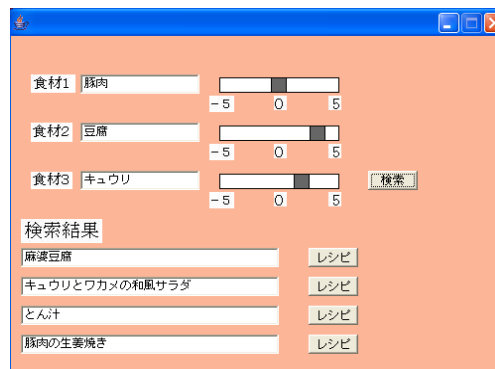 食材1 豚肉
-5 0 5
食材2 豆腐
-5 0 5
食材3 キュウリ 検索
-5 0 5
検索結果
麻婆豆腐 レシピ
キュウリとワカメの和風サラダ レシピ
とん汁 レシピ
豚肉の生姜焼き レシピ